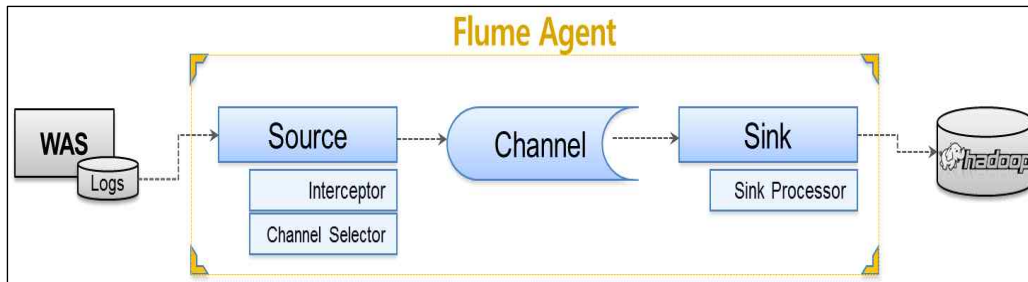 Flume Agent
WAS
Logs
Source
Interceptor
Channel Selector
Channel
Sink
Sink Processor
hadoop